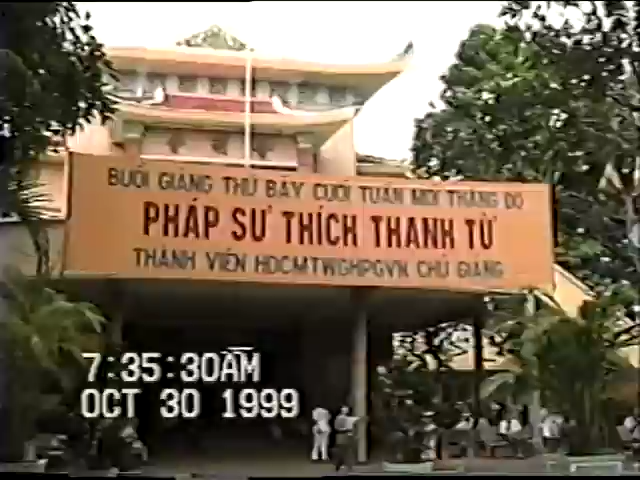 BUỔI GIẢNG THỨ BẢY CUỐI TUẦN MỖI THÁNG DO
PHÁP SƯ THÍCH THANH TỪ
THÀNH VIÊN HĐCMTWGHPGVN CHỦ GIẢNG
7:35:30AM
OCT 30 1999